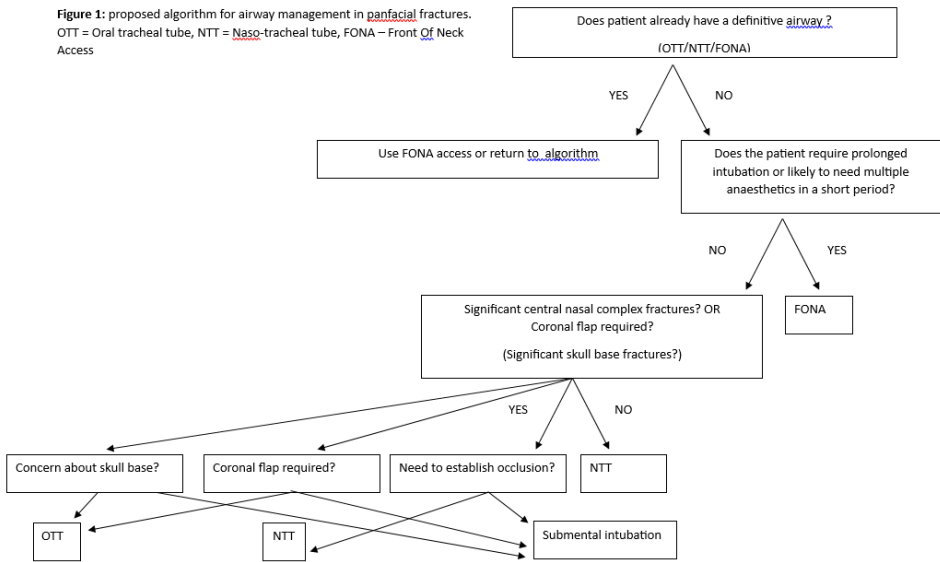 Figure 1: proposed algorithm for airway management in panfacial fractures.
OTT = Oral tracheal tube, NTT = Naso-tracheal tube, FONA – Front Of Neck
Access
Does patient already have a definitive airway ?
(OTT/NTT/FONA)
YES
NO
Use FONA access or return to  algorithm
Does the patient require prolonged
intubation or likely to need multiple
anaesthetics in a short period?
NO
YES
Significant central nasal complex fractures? OR
Coronal flap required?
(Significant skull base fractures?)
FONA
YES
NO
Concern about skull base?
Coronal flap required?
Need to establish occlusion?
NTT
OTT
NTT
Submental intubation